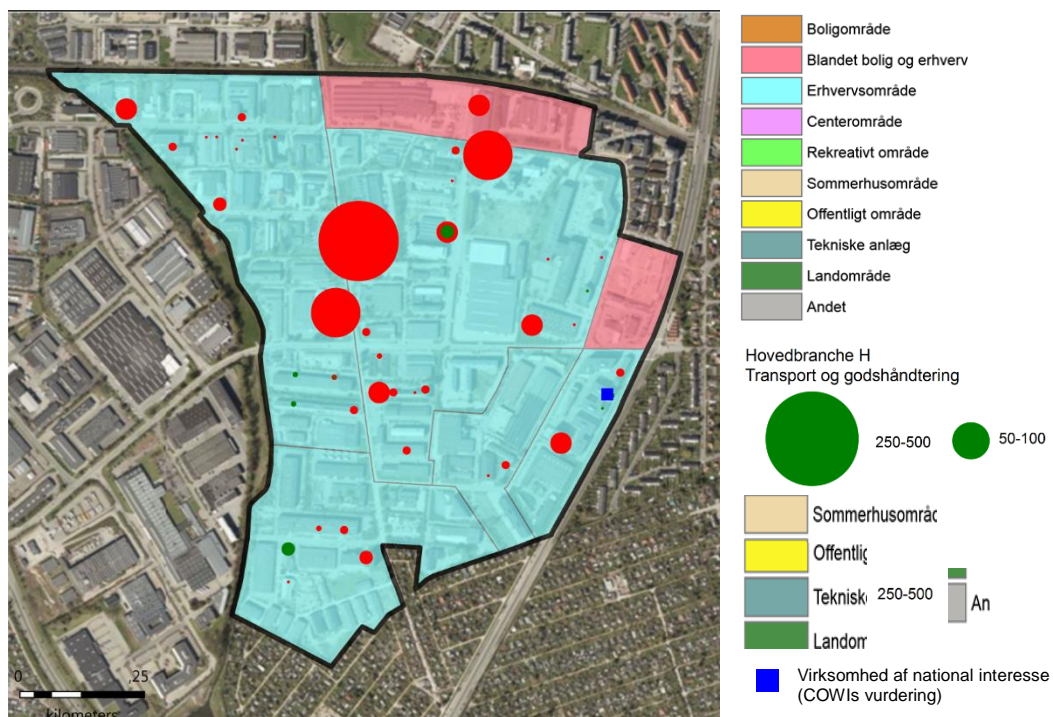 Boligområde
Blandet bolig og erhverv
Erhvervsområde
Centerområde
Rekreativt område
Sommerhusområde
Offentligt område
Tekniske anlæg
Landområde
Andet
Hovedbranche H
Transport og godshåndtering
250-500
50-100
Sommerhusområc
Offentlig
Teknisk
250-500
An
Landom
Virksomhed af national interesse
(COWIs vurdering)
0 ,25
kilometers